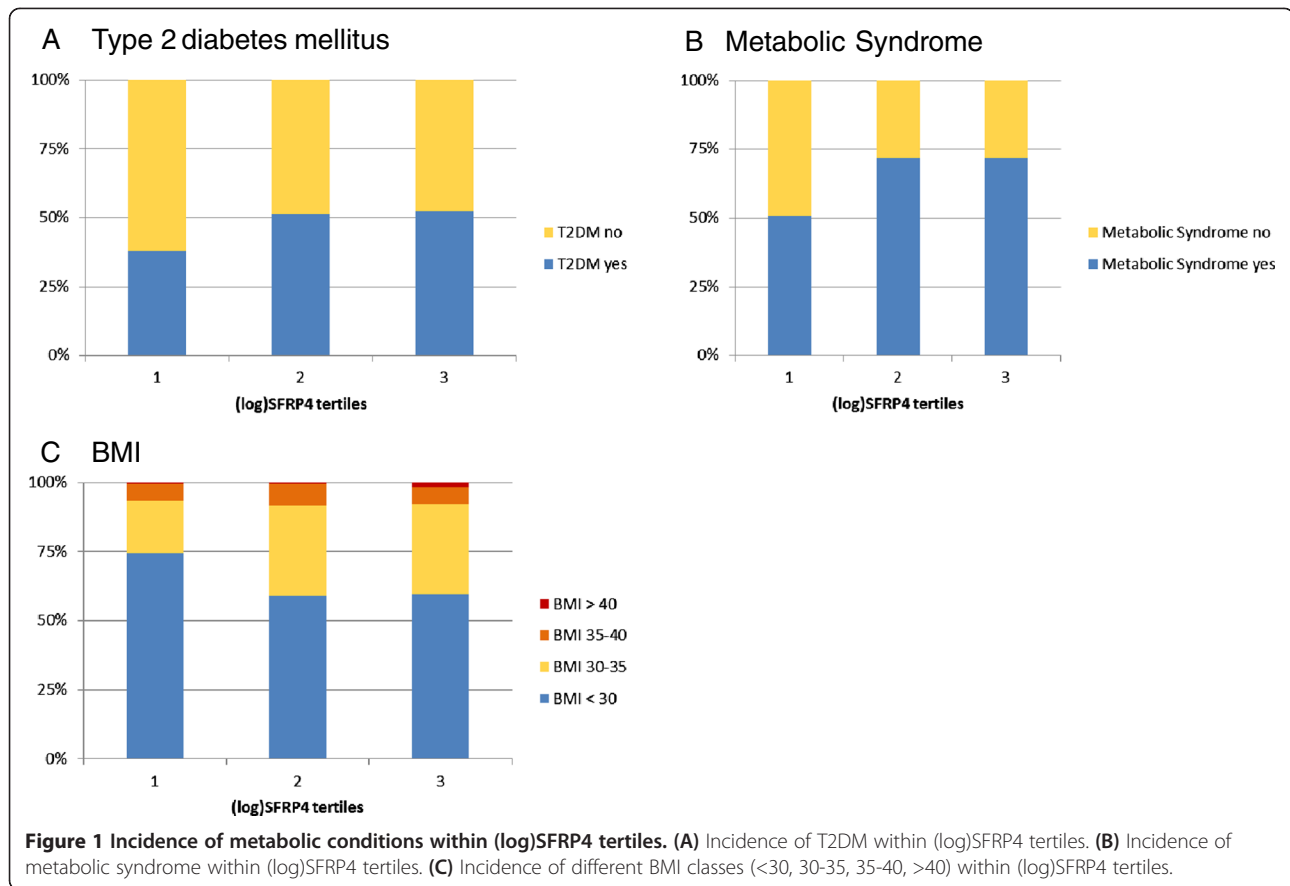 A Type 2 diabetes mellitus
100%
75%
50%
25%
0%
1 2 3
(log)SFRP4 tertiles
T2DM no
T2DM yes
B Metabolic Syndrome
100%
75%
50%
25%
0%
1 2 3
(log)SFRP4 tertiles
Metabolic Syndrome no
Metabolic Syndrome yes
C BMI
100%
75%
50%
25%
0%
1 2 3
(log)SFRP4 tertiles
BMI > 40
BMI 35-40
BMI 30-35
BMI < 30
Figure 1 Incidence of metabolic conditions within (log)SFRP4 tertiles. (A) Incidence of T2DM within (log)SFRP4 tertiles. (B) Incidence of
metabolic syndrome within (log)SFRP4 tertiles. (C) Incidence of different BMI classes (<30, 30-35, 35-40, >40) within (log)SFRP4 tertiles.